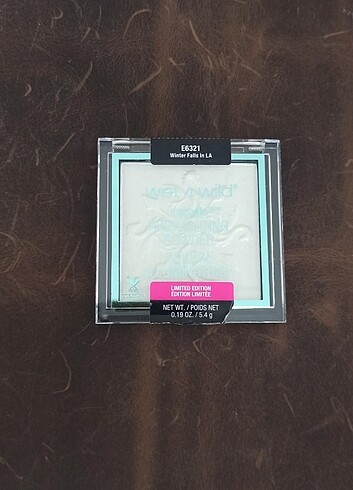 E6321
Winter Falls In LA
wet n wild®
LIMITED EDITION
ÉDITION LIMITÉE
NET WT. / POIDS NET
0.19 OZ. / 5.4 g